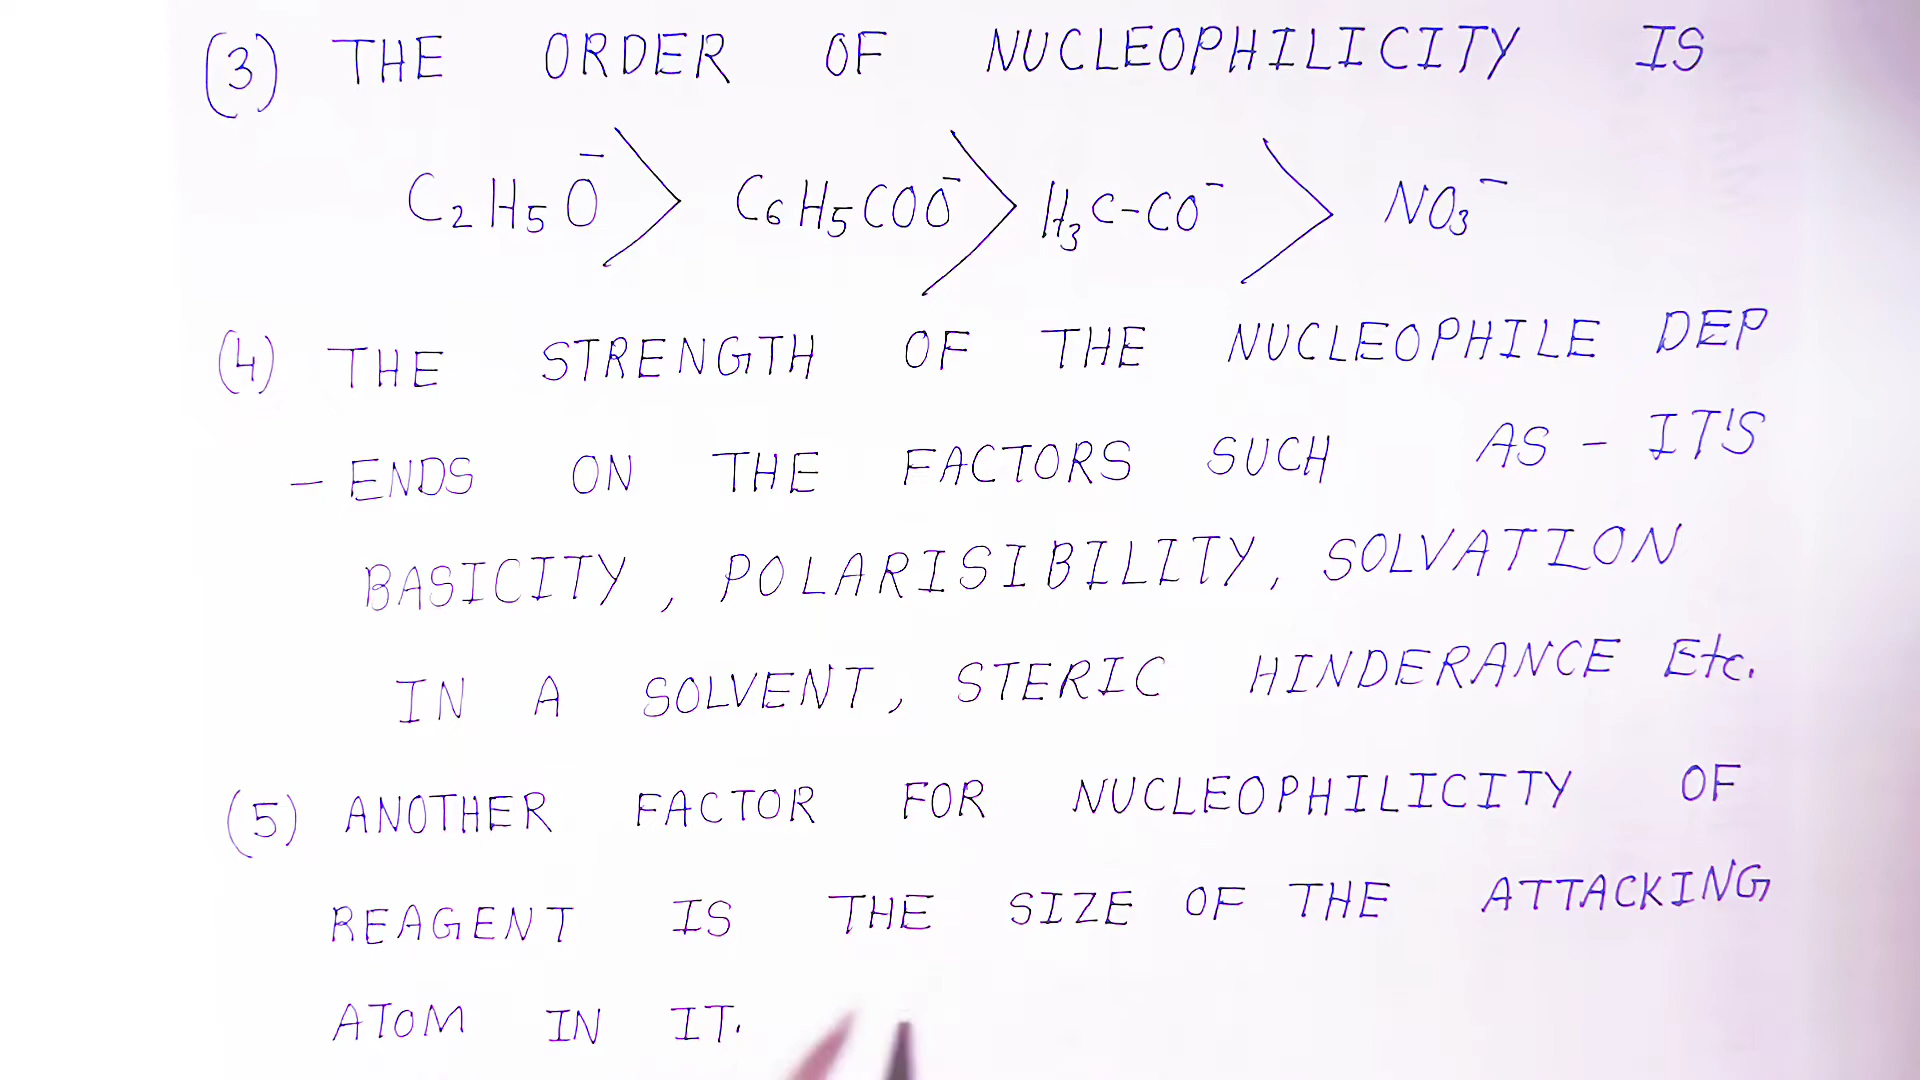 (3) THE ORDER OF NUCLEOPHILICITY IS
C₂H₅O⁻ > C₆H₅COO⁻ > H₃C-CO⁻ > NO₃⁻
(4) THE STRENGTH OF THE NUCLEOPHILE DEP
- ENDS ON THE FACTORS SUCH AS - IT'S
BASICITY, POLARISIBILITY, SOLVATION
IN A SOLVENT, STERIC HINDERANCE Etc.
(5) ANOTHER FACTOR FOR NUCLEOPHILICITY OF
REAGENT IS THE SIZE OF THE ATTACKING
ATOM IN IT.